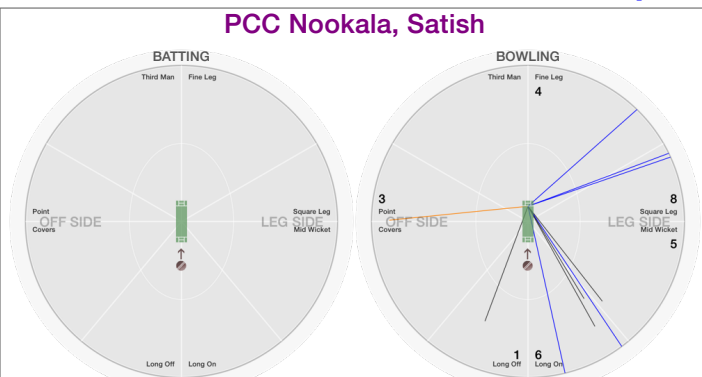 PCC Nookala, Satish
BATTING
Third Man Fine Leg
Point
OFF SIDE
Covers
Square Leg
LEG SIDE
Mid Wicket
Long Off Long On
BOWLING
Third Man Fine Leg
4
3
Point
OFF SIDE
Covers
8
Square Leg
LEG SIDE
Mid Wicket
5
1 6
Long Off Long On